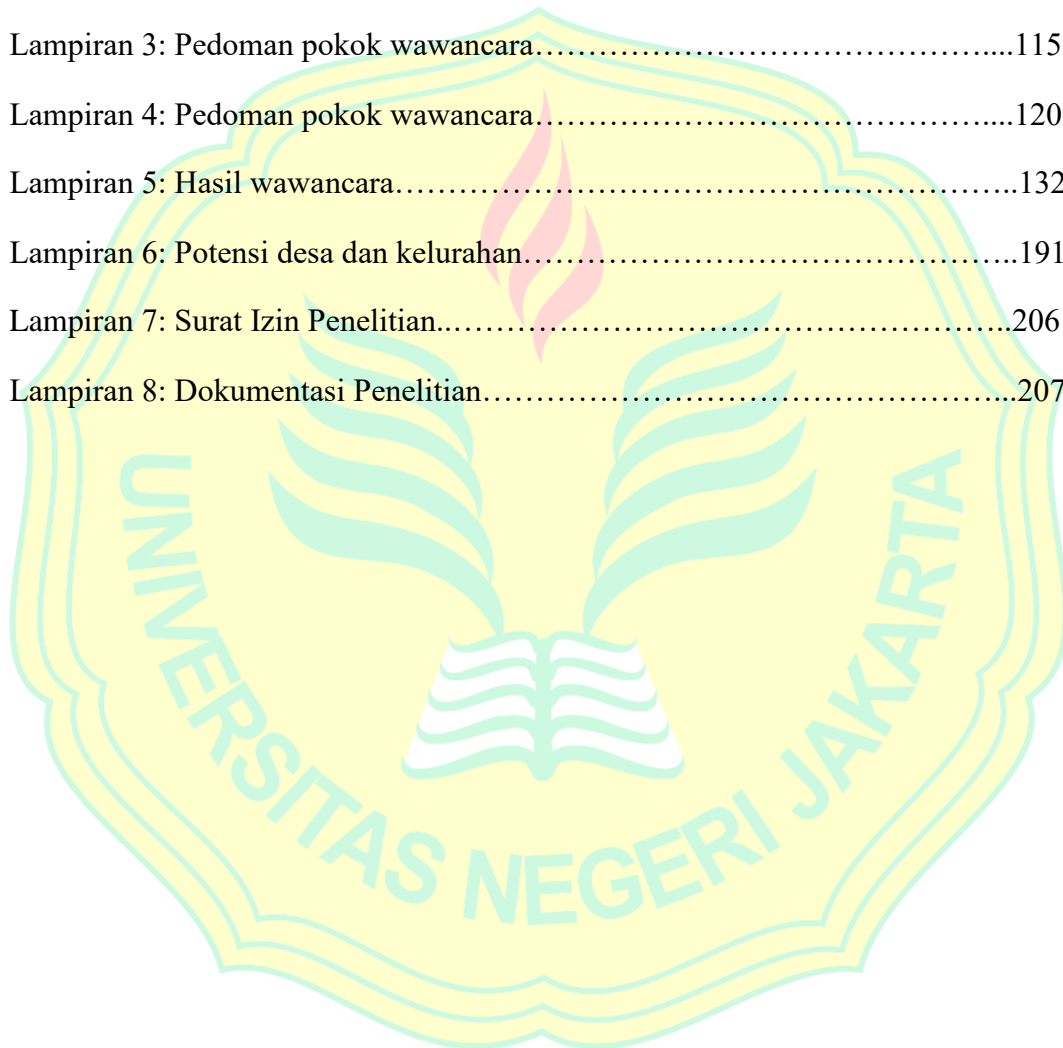 Lampiran 3: Pedoman pokok wawancara…………………………………....115
Lampiran 4: Pedoman pokok wawancara…………………………………....120
Lampiran 5: Hasil wawancara……………………………………………..132
Lampiran 6: Potensi desa dan kelurahan…………………………………..191
Lampiran 7: Surat Izin Penelitian..………………………………………..206
Lampiran 8: Dokumentasi Penelitian……………………………………...207
UNIVERSITAS NEGERI JAKARTA